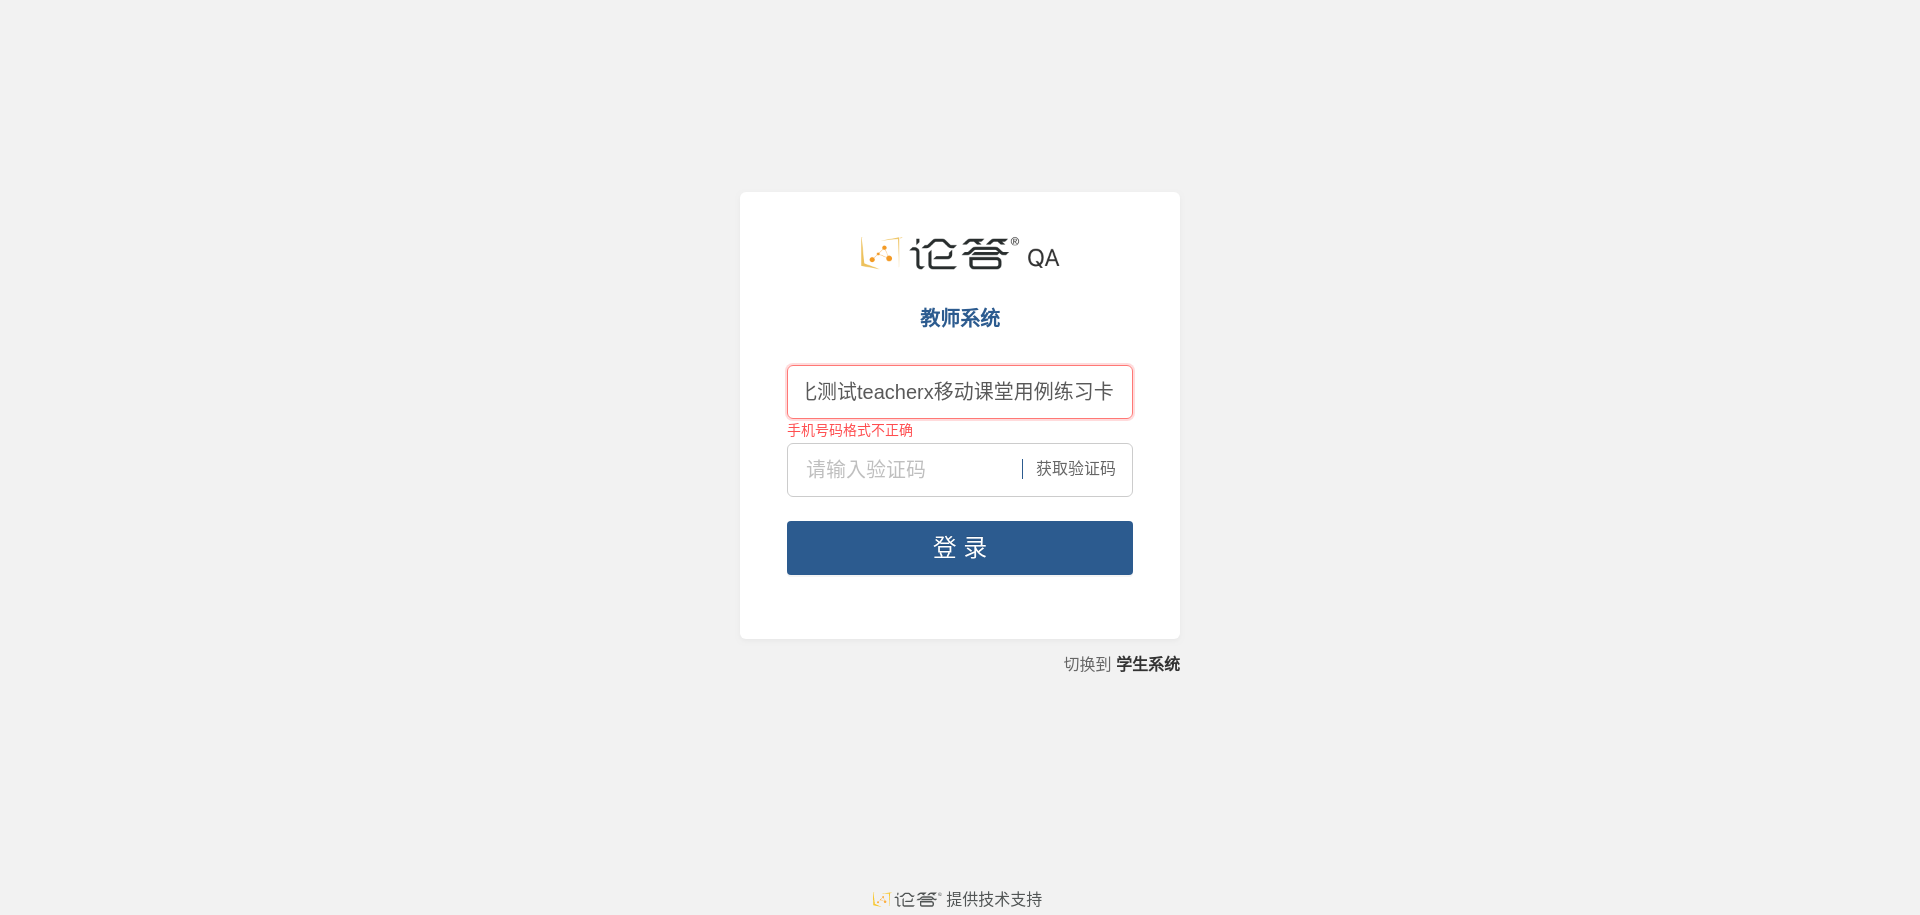 论答® QA
教师系统
测试teacherx移动课堂用例练习卡
手机号码格式不正确
请输入验证码 获取验证码
登 录
切换到 学生系统
论答® 提供技术支持